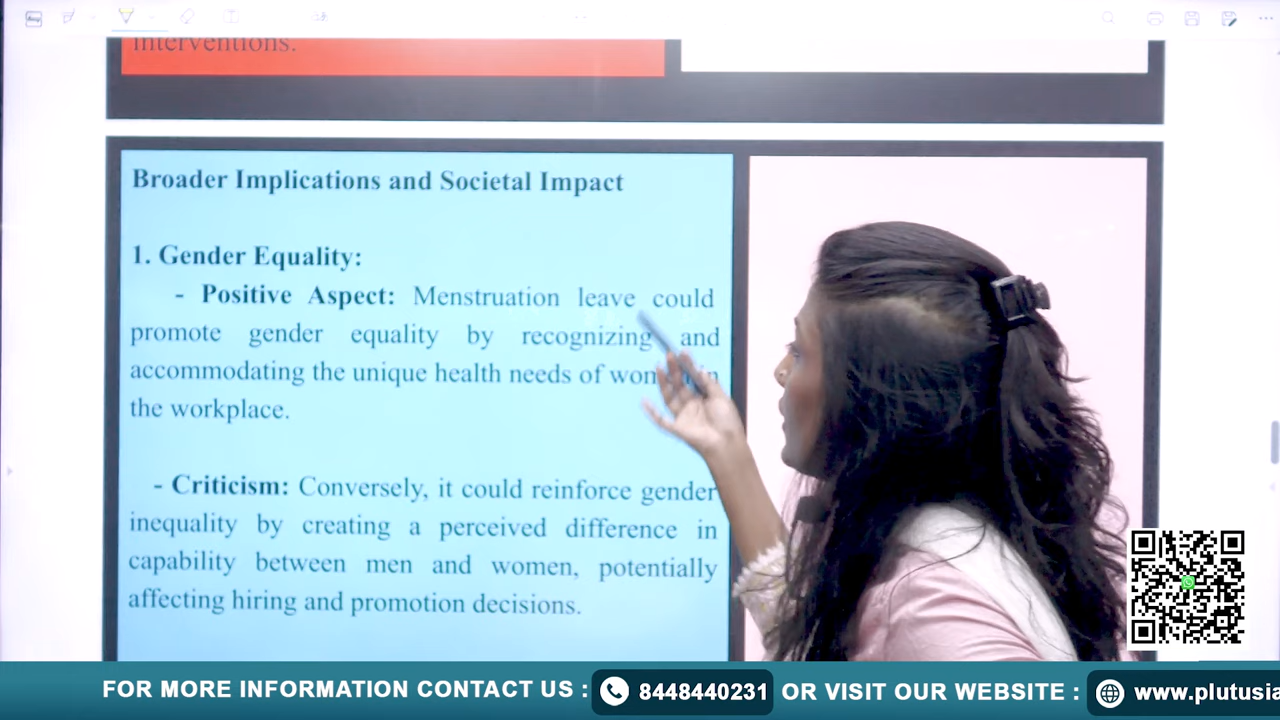 interventions.
Broader Implications and Societal Impact
1. Gender Equality:
- Positive Aspect: Menstruation leave could
promote gender equality by recognizing and
accommodating the unique health needs of in
the workplace.
- Criticism: Conversely, it could reinforce gender
inequality by creating a perceived difference in
capability between men and women, potentially
affecting hiring and promotion decisions.
FOR MORE INFORMATION CONTACT US : 8448440231 OR VISIT OUR WEBSITE : www.plutusia